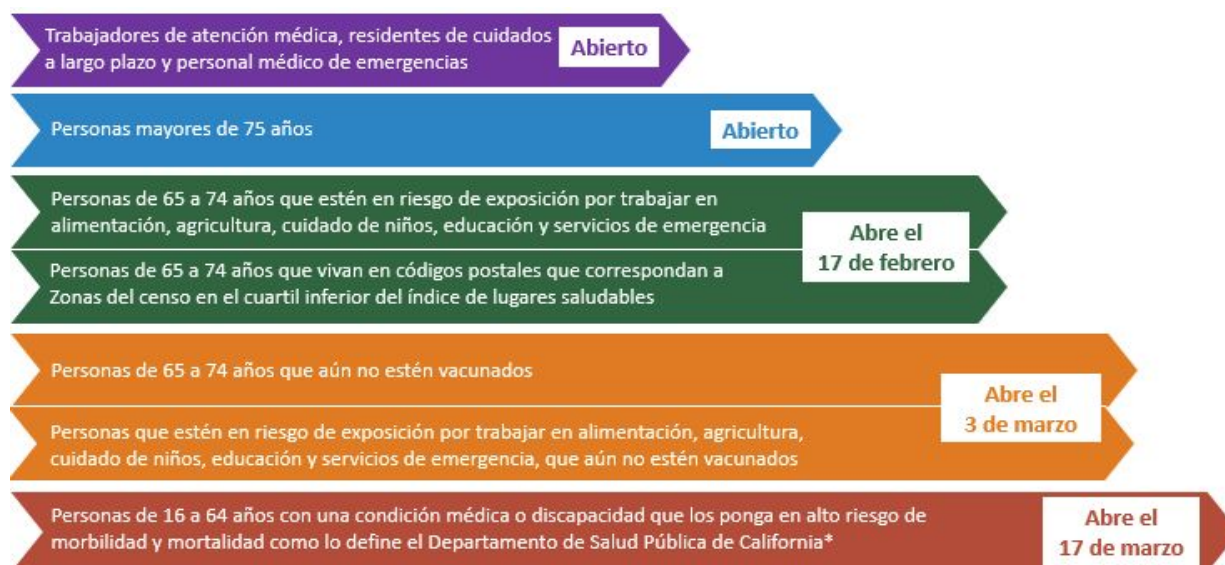 Trabajadores de atención médica, residentes de cuidados
a largo plazo y personal médico de emergencias
Abierto
Personas mayores de 75 años
Abierto
Personas de 65 a 74 años que estén en riesgo de exposición por trabajar en
alimentación, agricultura, cuidado de niños, educación y servicios de emergencia
Abre el
17 de febrero
Personas de 65 a 74 años que vivan en códigos postales que correspondan a
Zonas del censo en el cuartil inferior del índice de lugares saludables
Personas de 65 a 74 años que aún no estén vacunados
Abre el
3 de marzo
Personas que estén en riesgo de exposición por trabajar en alimentación, agricultura,
cuidado de niños, educación y servicios de emergencia, que aún no estén vacunados
Personas de 16 a 64 años con una condición médica o discapacidad que los ponga en alto riesgo de
morbilidad y mortalidad como lo define el Departamento de Salud Pública de California*
Abre el
17 de marzo